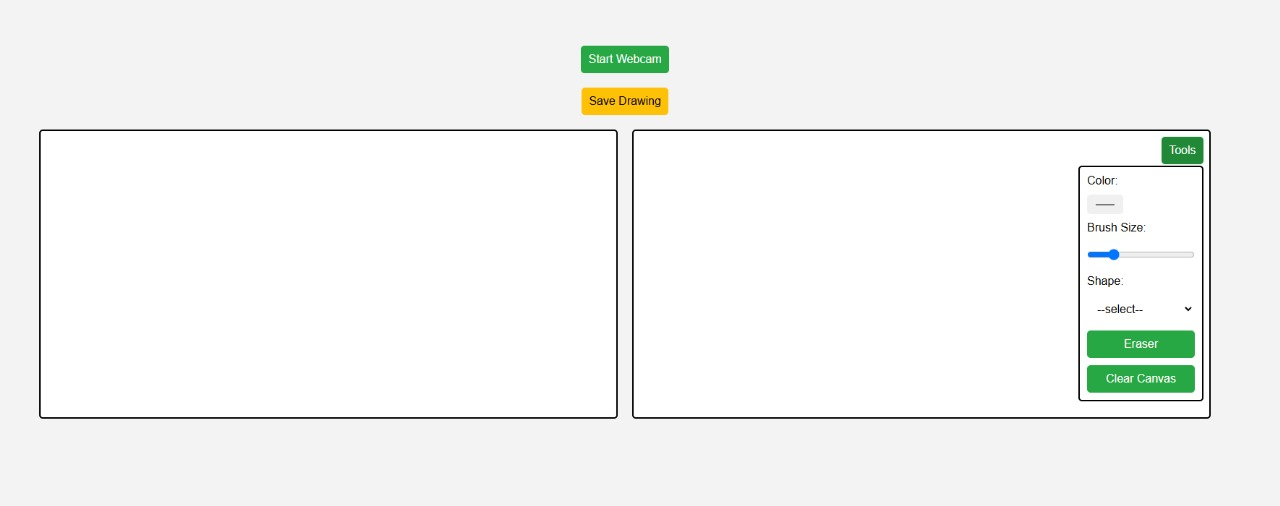 Start Webcam
Save Drawing
Tools
Color:
Brush Size:
Shape:
--select--
Eraser
Clear Canvas